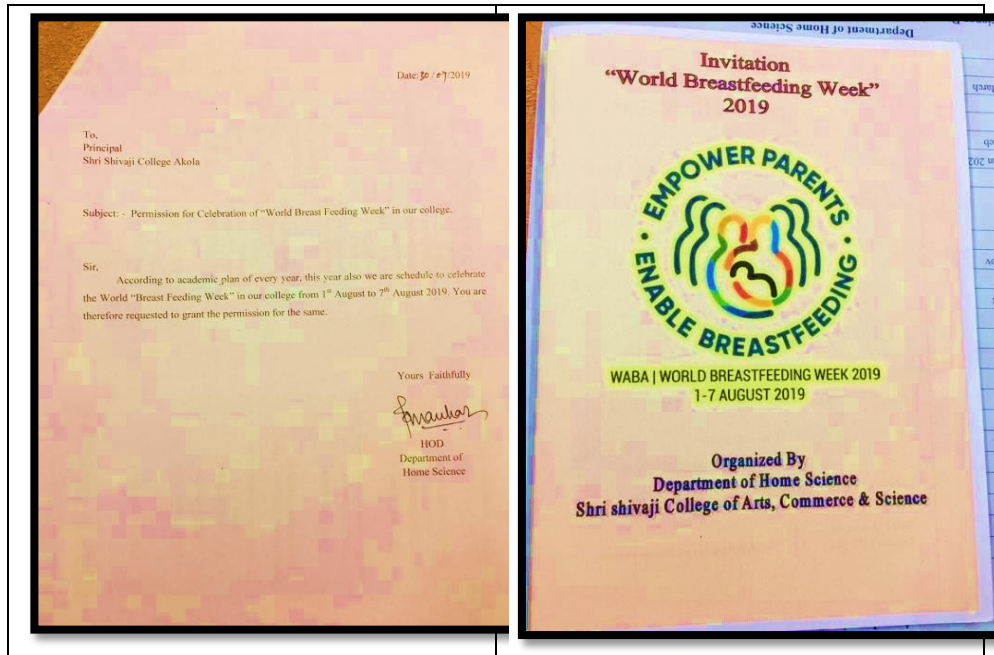 Date: 30/07/2019
To,
Principal
Shri Shivaji College Akola
Subject: - Permission for Celebration of "World Breast Feeding Week" in our college.
Sir,
According to academic plan of every year, this year also we are schedule to celebrate
the World "Breast Feeding Week" in our college from 1st August to 7th August 2019. You are
therefore requested to grant the permission for the same.
Yours Faithfully
HOD
Department of
Home Science
Department of Home Science
Invitation
“World Breastfeeding Week”
2019
EMPOWER PARENTS
ENABLE BREASTFEEDING
WABA | WORLD BREASTFEEDING WEEK 2019
1-7 AUGUST 2019
Organized By
Department of Home Science
Shri shivaji College of Arts, Commerce & Science